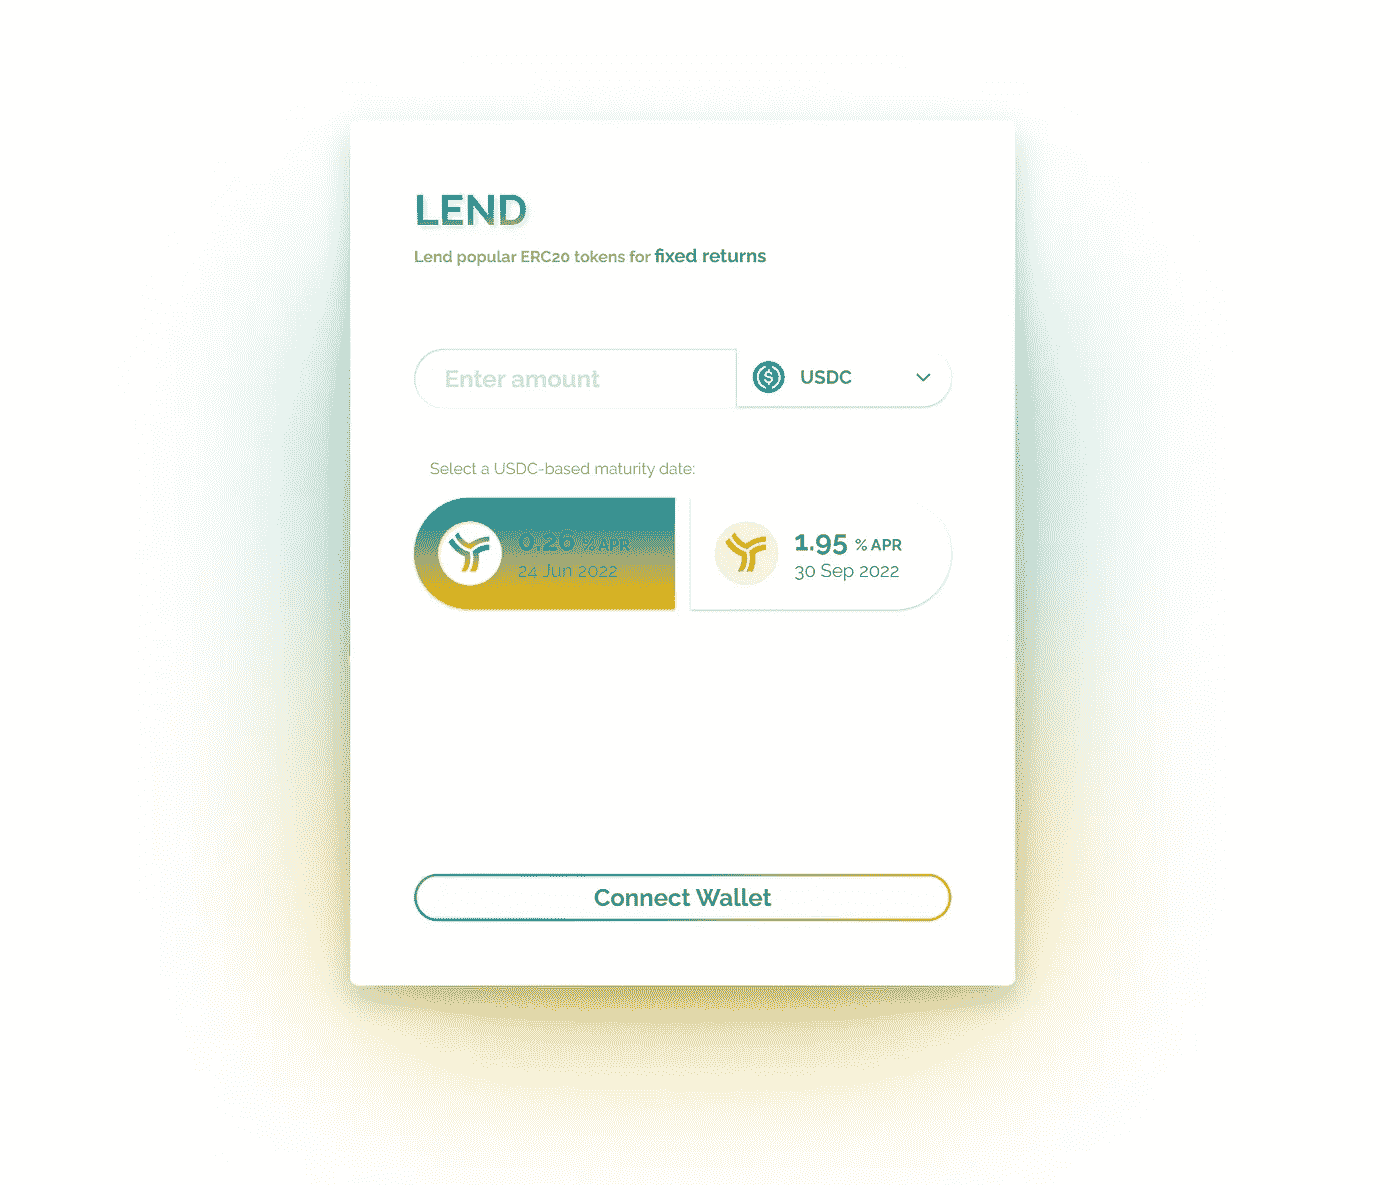 LEND
Lend popular ERC20 tokens for fixed returns
Enter amount
USDC
Select a USDC-based maturity date:
0.26 % APR
24 Jun 2022
1.95 % APR
30 Sep 2022
Connect Wallet